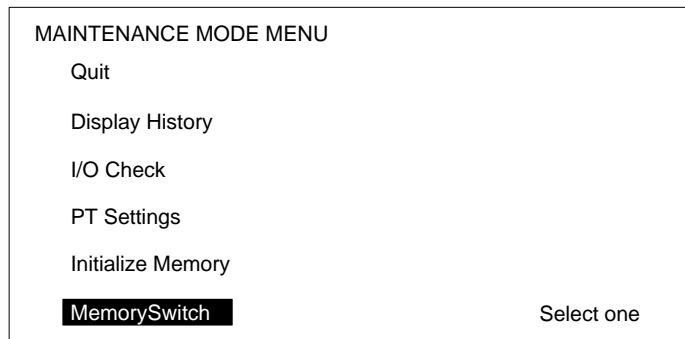 MAINTENANCE MODE MENU
Quit
Display History
I/O Check
PT Settings
Initialize Memory
MemorySwitch Select one